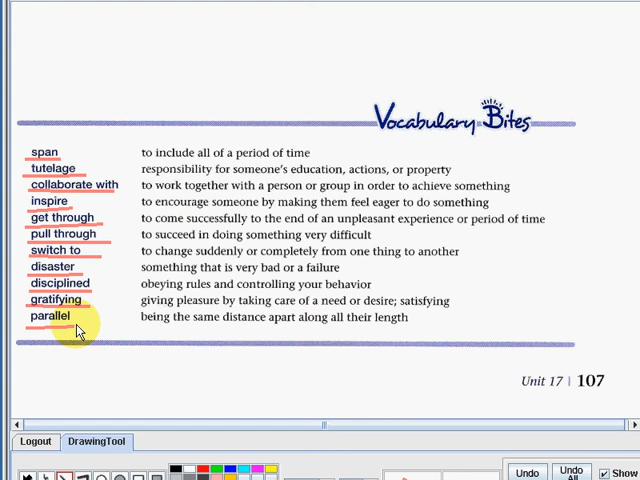 Vocabulary Bites
span to include all of a period of time
tutelage responsibility for someone's education, actions, or property
collaborate with to work together with a person or group in order to achieve something
inspire to encourage someone by making them feel eager to do something
get through to come successfully to the end of an unpleasant experience or period of time
pull through to succeed in doing something very difficult
switch to to change suddenly or completely from one thing to another
disaster something that is very bad or a failure
disciplined obeying rules and controlling your behavior
gratifying giving pleasure by taking care of a need or desire; satisfying
parallel being the same distance apart along all their length
Unit 17 | 107
Logout DrawingTool
Undo Undo All Show